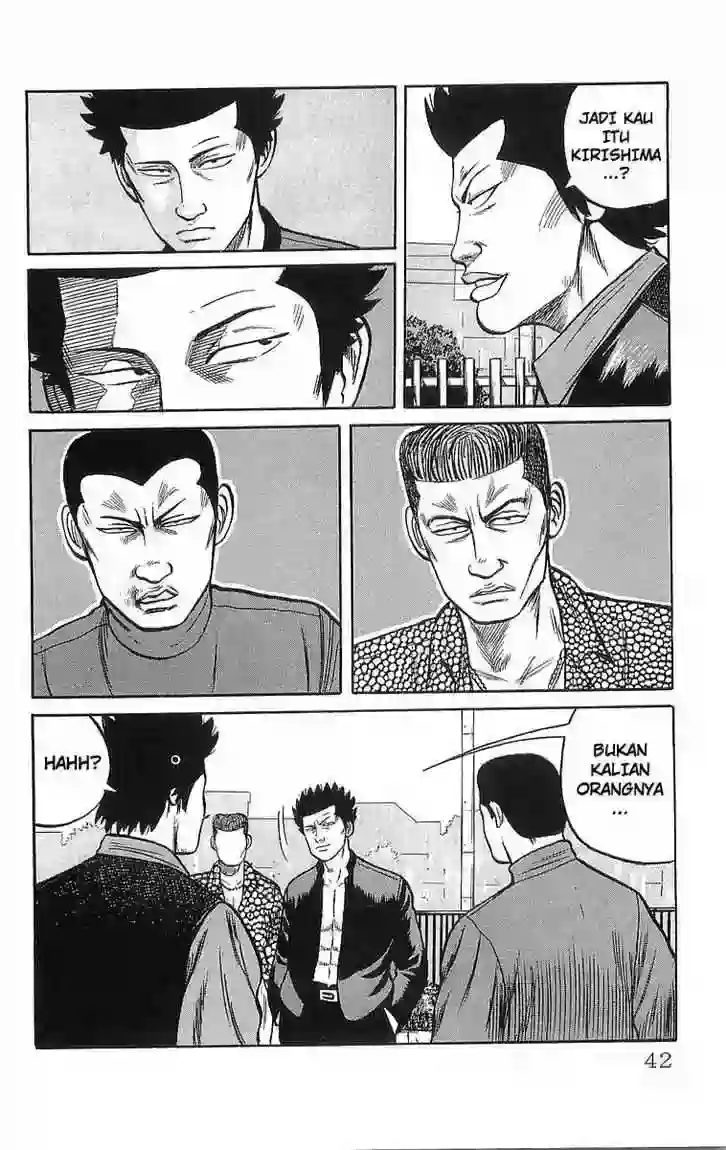 JADI KAU
ITU
KIRISHIMA
...?
HAHH?
BUKAN
KALIAN
ORANGNYA
...
42